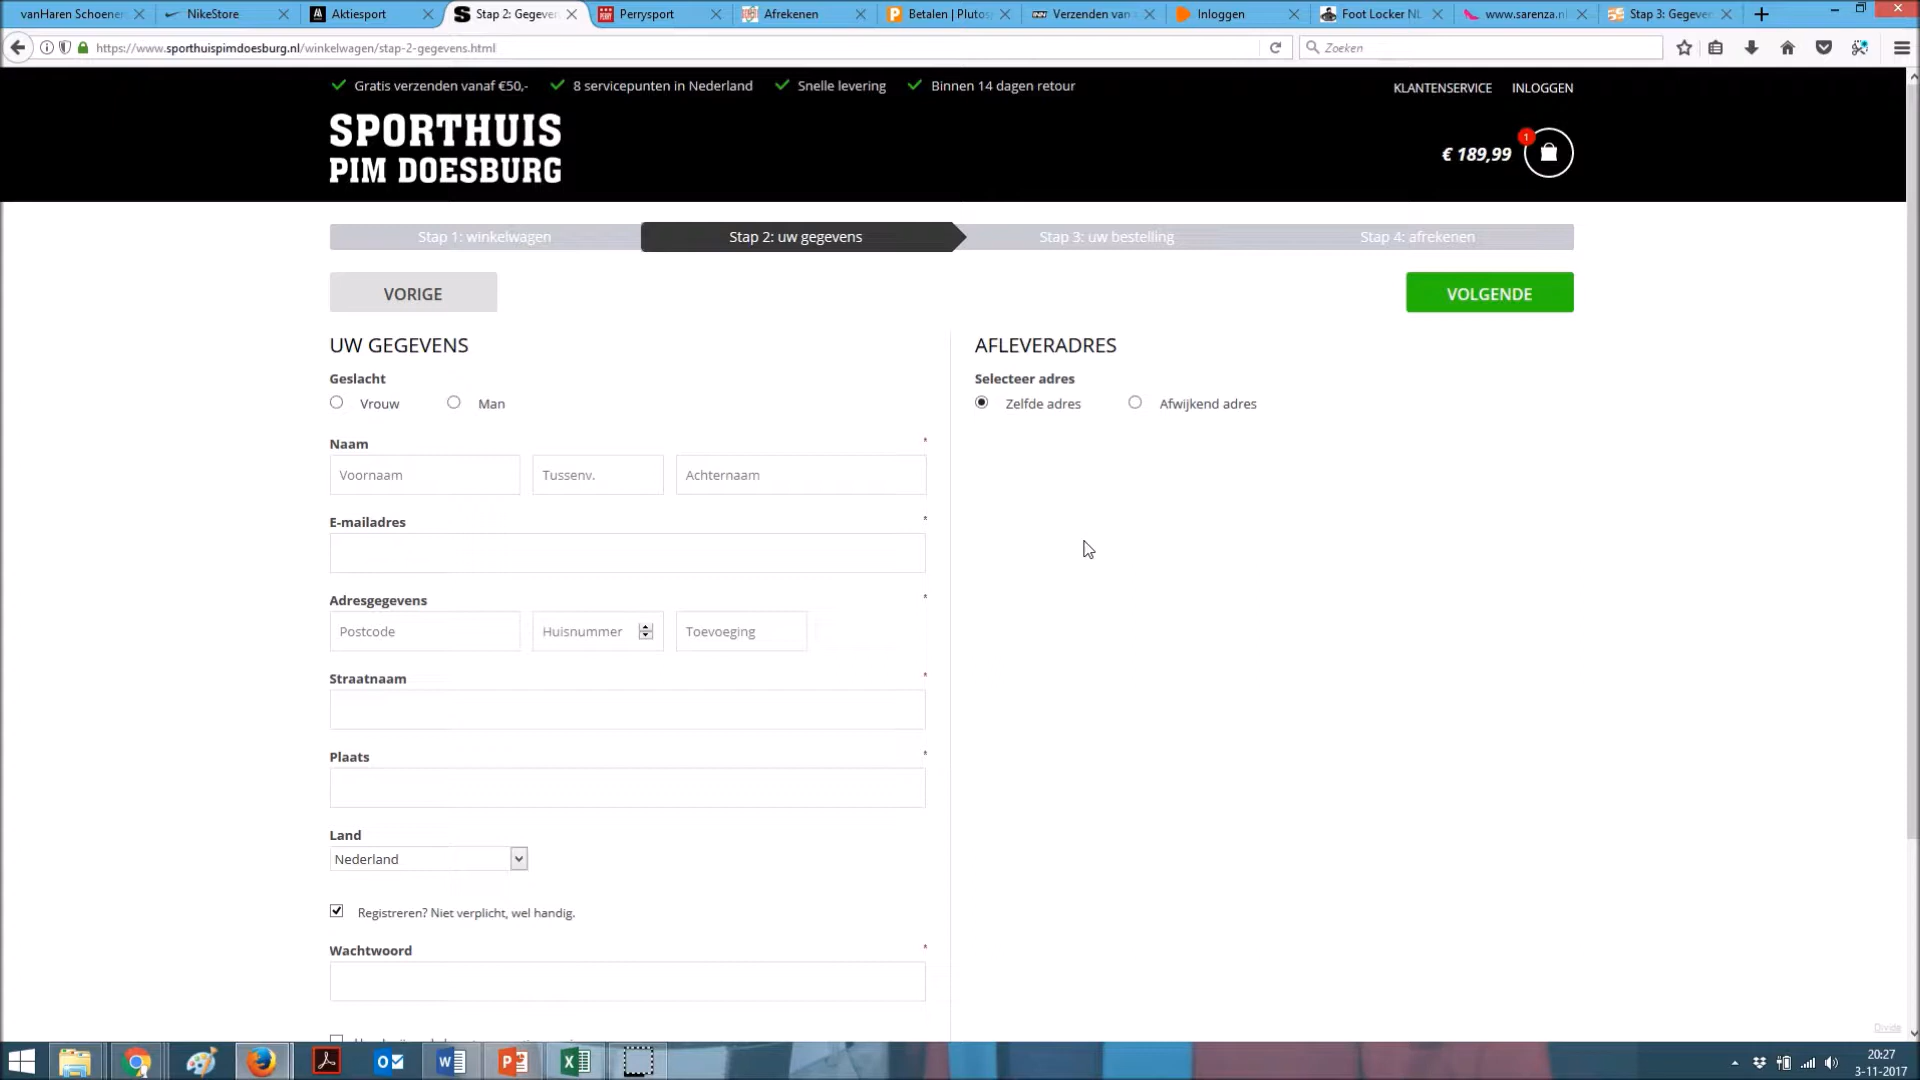 vanHaren Schoenen
NikeStore
Aktiesport
Stap 2: Gegeven
Perrysport
Afrekenen
Betalen | Plutos
Verzenden van
Inloggen
Foot Locker NL
www.sarenza.nl
Stap 3: Gegeve
https://www.sporthuispimdoesburg.nl/winkelwagen/stap-2-gegevens.html
Zoeken
Gratis verzenden vanaf €50,-
8 servicepunten in Nederland
Snelle levering
Binnen 14 dagen retour
KLANTENSERVICE
INLOGGEN
SPORTHUIS
PIM DOESBURG
€ 189,99
1
Stap 1: winkelwagen
Stap 2: uw gegevens
Stap 3: uw bestelling
Stap 4: afrekenen
VORIGE
VOLGENDE
UW GEGEVENS
Geslacht
Vrouw
Man
Naam *
Voornaam
Tussenv.
Achternaam
E-mailadres *
Adresgegevens *
Postcode
Huisnummer
Toevoeging
Straatnaam *
Plaats *
Land
Nederland
Registreren? Niet verplicht, wel handig.
Wachtwoord *
AFLEVERADRES
Selecteer adres
Zelfde adres
Afwijkend adres
Divide
20:27
3-11-2017